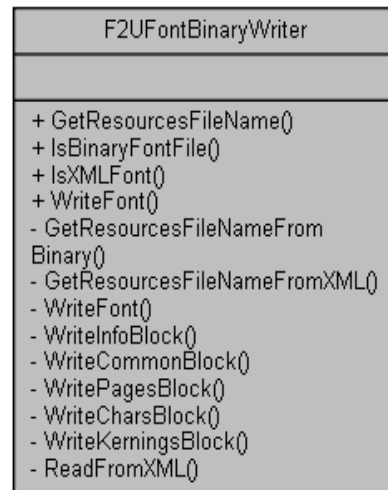 F2UFontBinaryWriter
+ GetResourcesFileName()
+ IsBinaryFontFile()
+ IsXMLFont()
+ WriteFont()
- GetResourcesFileNameFrom
Binary()
- GetResourcesFileNameFromXML()
- WriteFont()
- WriteInfoBlock()
- WriteCommonBlock()
- WritePagesBlock()
- WriteCharsBlock()
- WriteKerningsBlock()
- ReadFromXML()